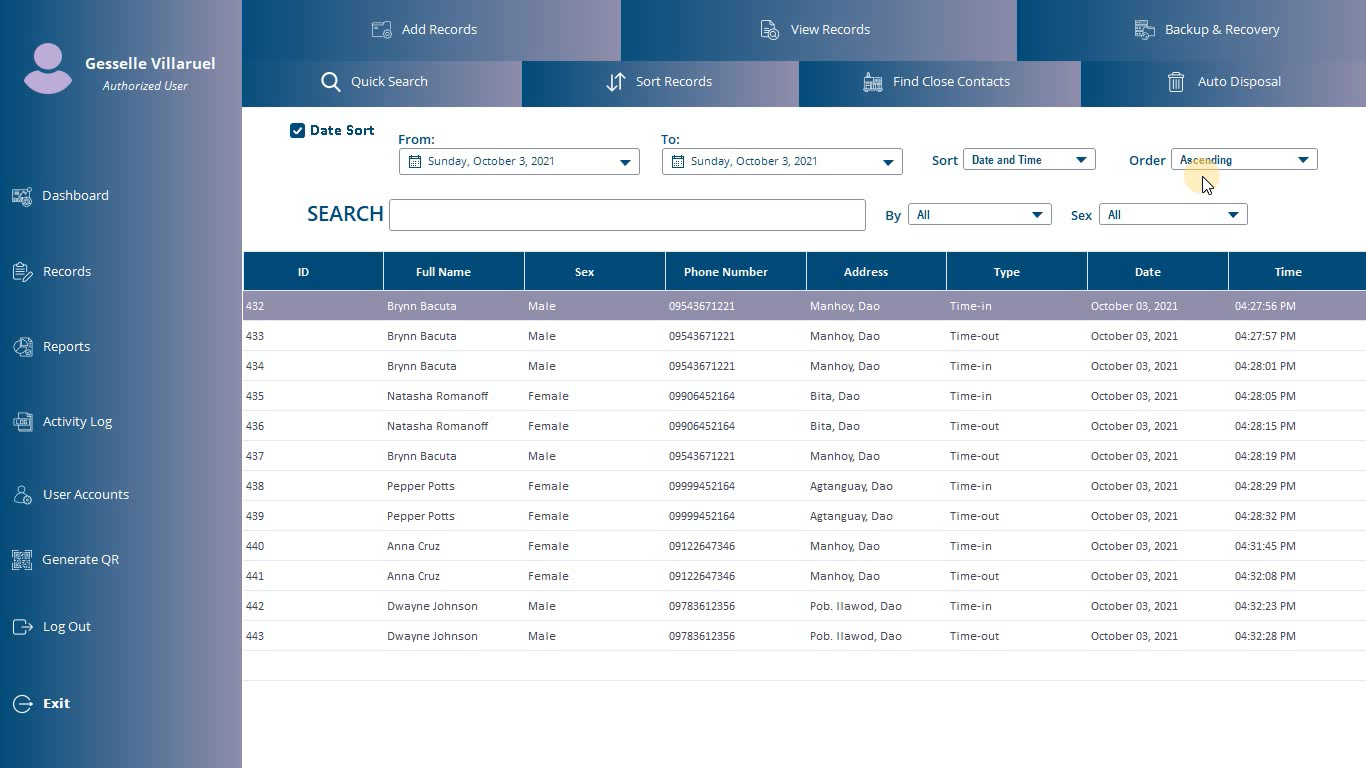 Gesselle Villaruel
Authorized User
Dashboard
Records
Reports
Activity Log
User Accounts
Generate QR
Log Out
Exit
Add Records View Records Backup & Recovery
Quick Search Sort Records Find Close Contacts Auto Disposal
Date Sort
From: To:
Sunday, October 3, 2021 Sunday, October 3, 2021 Sort Date and Time Order Ascending
SEARCH By All Sex All
ID Full Name Sex Phone Number Address Type Date Time
432 Brynn Bacuta Male 09543671221 Manhoy, Dao Time-in October 03, 2021 04:27:56 PM
433 Brynn Bacuta Male 09543671221 Manhoy, Dao Time-out October 03, 2021 04:27:57 PM
434 Brynn Bacuta Male 09543671221 Manhoy, Dao Time-in October 03, 2021 04:28:01 PM
435 Natasha Romanoff Female 09906452164 Bita, Dao Time-in October 03, 2021 04:28:05 PM
436 Natasha Romanoff Female 09906452164 Bita, Dao Time-out October 03, 2021 04:28:15 PM
437 Brynn Bacuta Male 09543671221 Manhoy, Dao Time-out October 03, 2021 04:28:19 PM
438 Pepper Potts Female 09999452164 Agtanguay, Dao Time-in October 03, 2021 04:28:29 PM
439 Pepper Potts Female 09999452164 Agtanguay, Dao Time-out October 03, 2021 04:28:32 PM
440 Anna Cruz Female 09122647346 Manhoy, Dao Time-in October 03, 2021 04:31:45 PM
441 Anna Cruz Female 09122647346 Manhoy, Dao Time-out October 03, 2021 04:32:08 PM
442 Dwayne Johnson Male 09783612356 Pob. Ilawod, Dao Time-in October 03, 2021 04:32:23 PM
443 Dwayne Johnson Male 09783612356 Pob. Ilawod, Dao Time-out October 03, 2021 04:32:28 PM